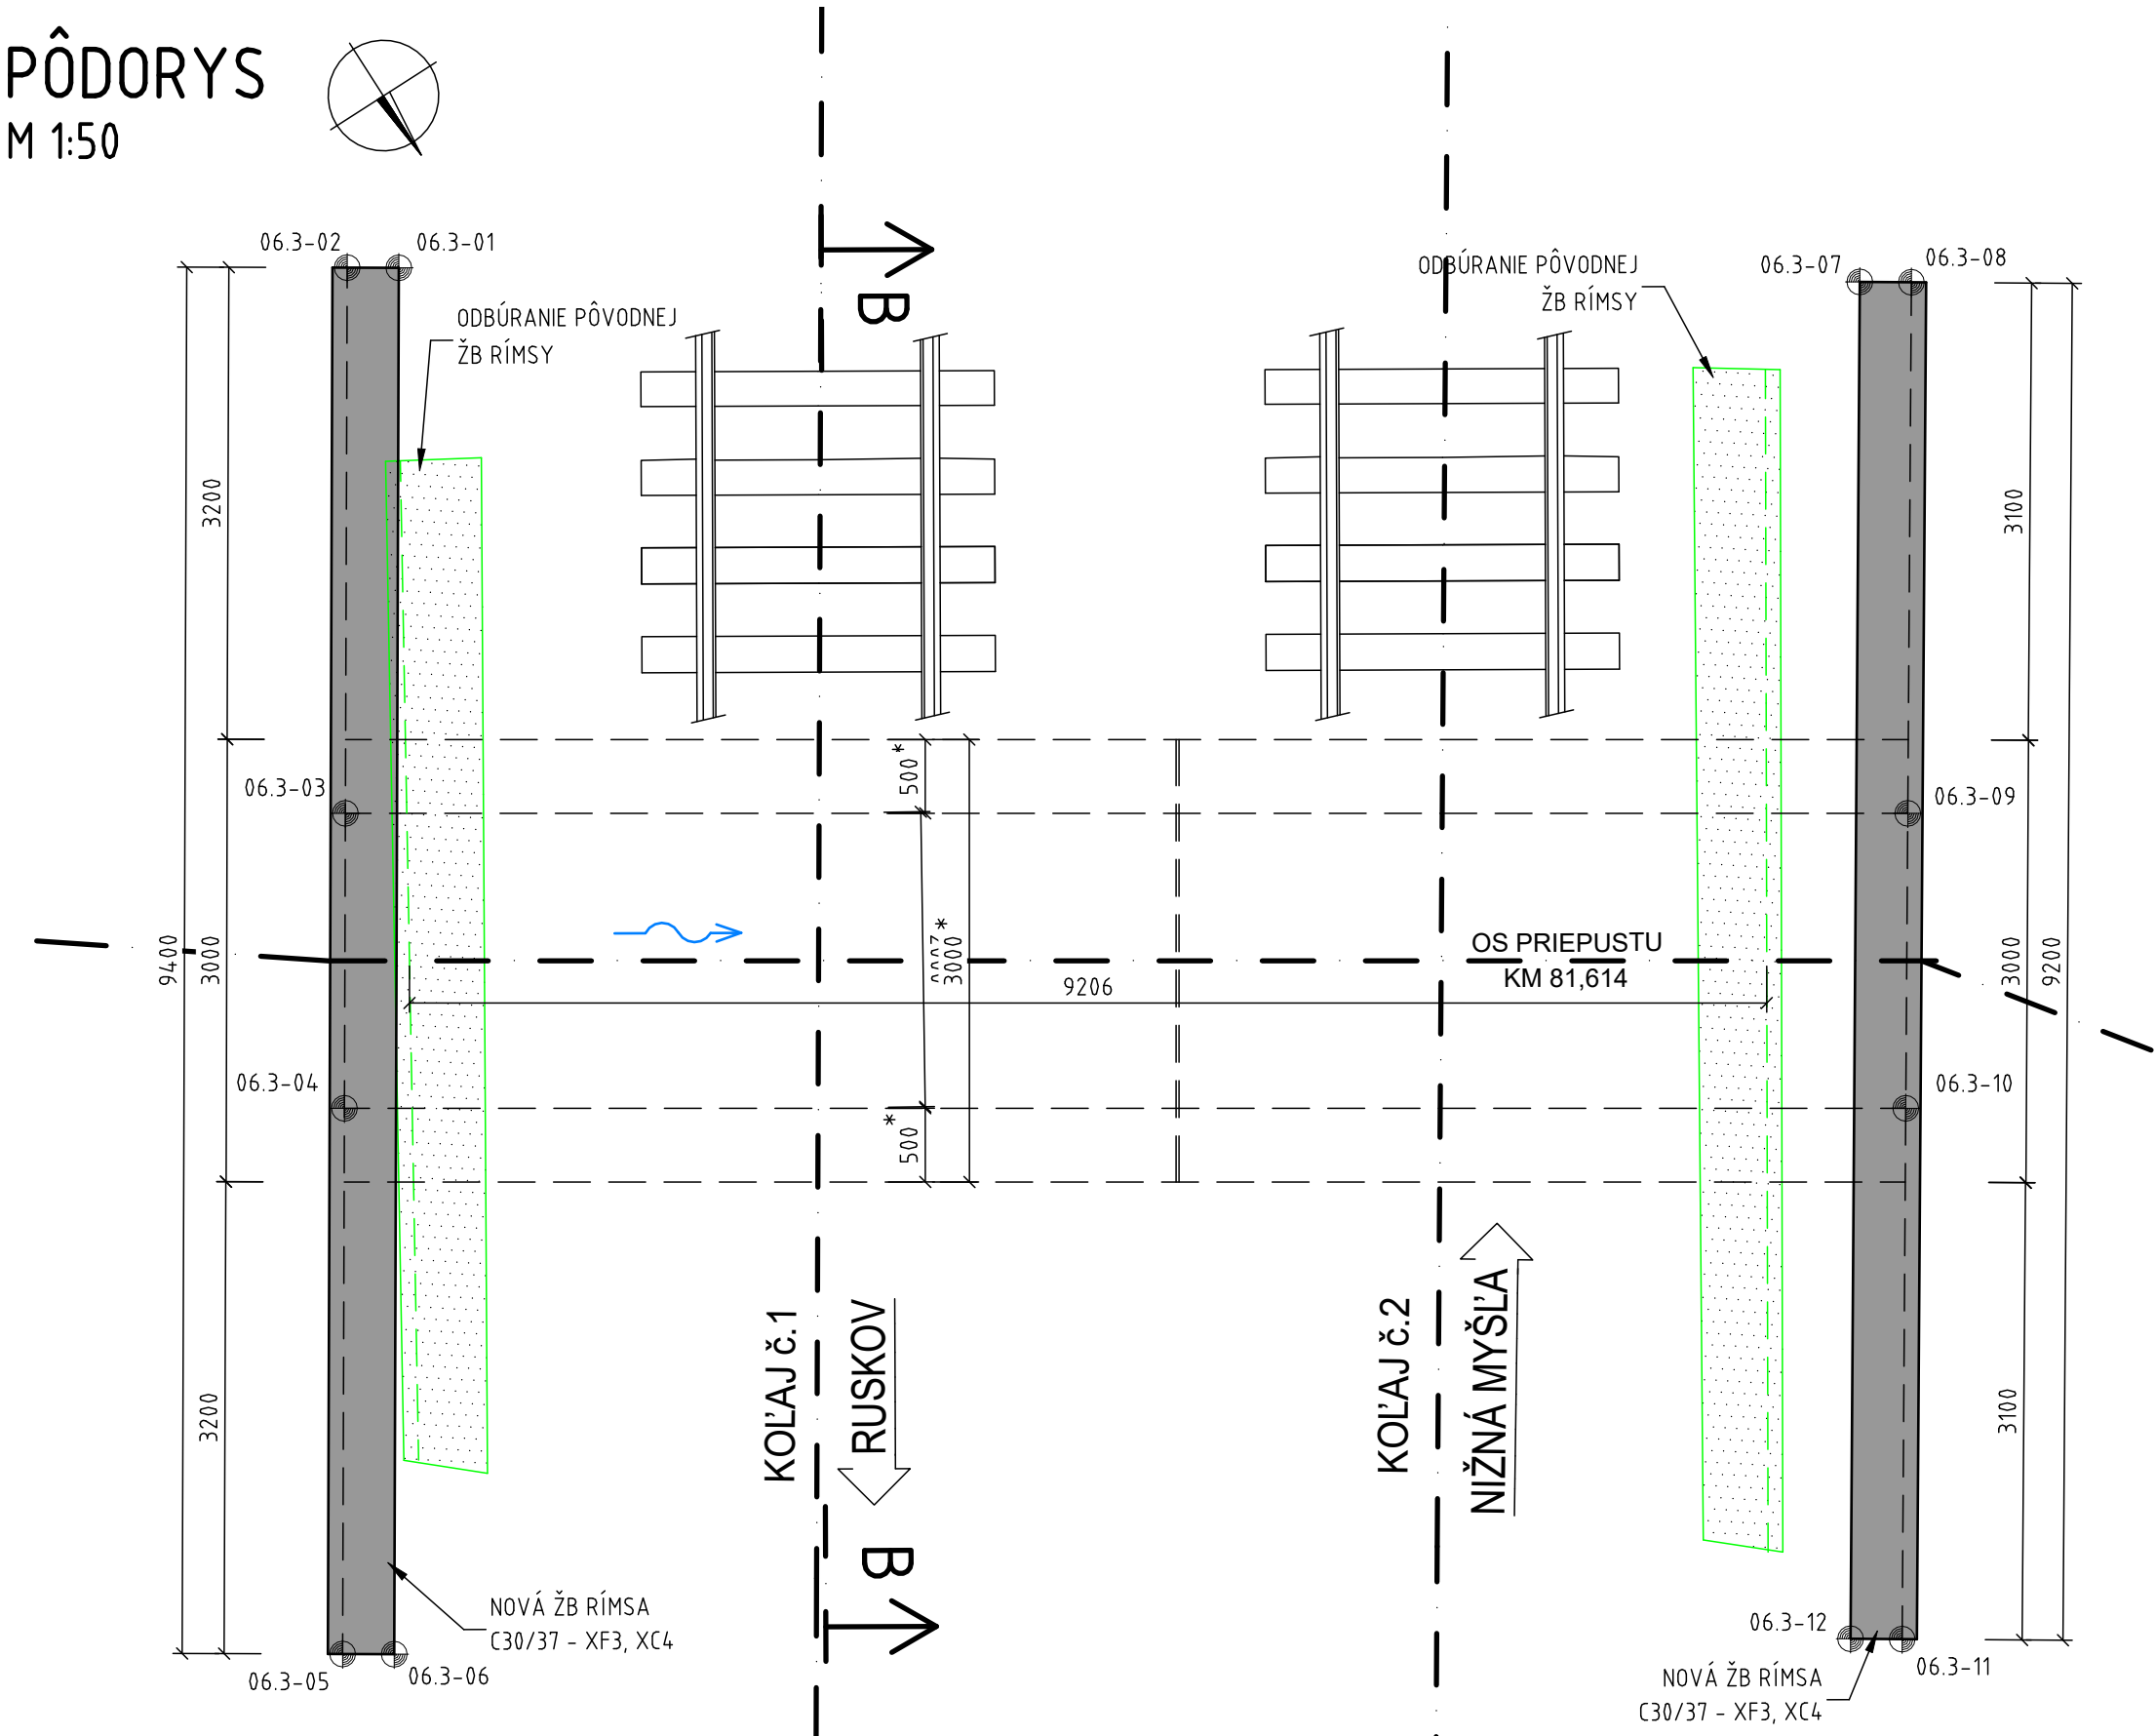 PÔDORYS
M 1:50
06.3-02
06.3-01
ODBÚRANIE PÔVODNEJ
ŽB RÍMSY
B
ODBÚRANIE PÔVODNEJ
ŽB RÍMSY
06.3-07
06.3-08
3200
3100
500*
06.3-03
06.3-09
9400
3000
3000*
9206
OS PRIEPUSTU
KM 81,614
3000
9200
06.3-04
06.3-10
500*
3200
KOĽAJ č.1
RUSKOV
KOĽAJ č.2
NIŽNÁ MYŠĽA
3100
B
NOVÁ ŽB RÍMSA
C30/37 - XF3, XC4
06.3-05
06.3-06
06.3-12
06.3-11
NOVÁ ŽB RÍMSA
C30/37 - XF3, XC4